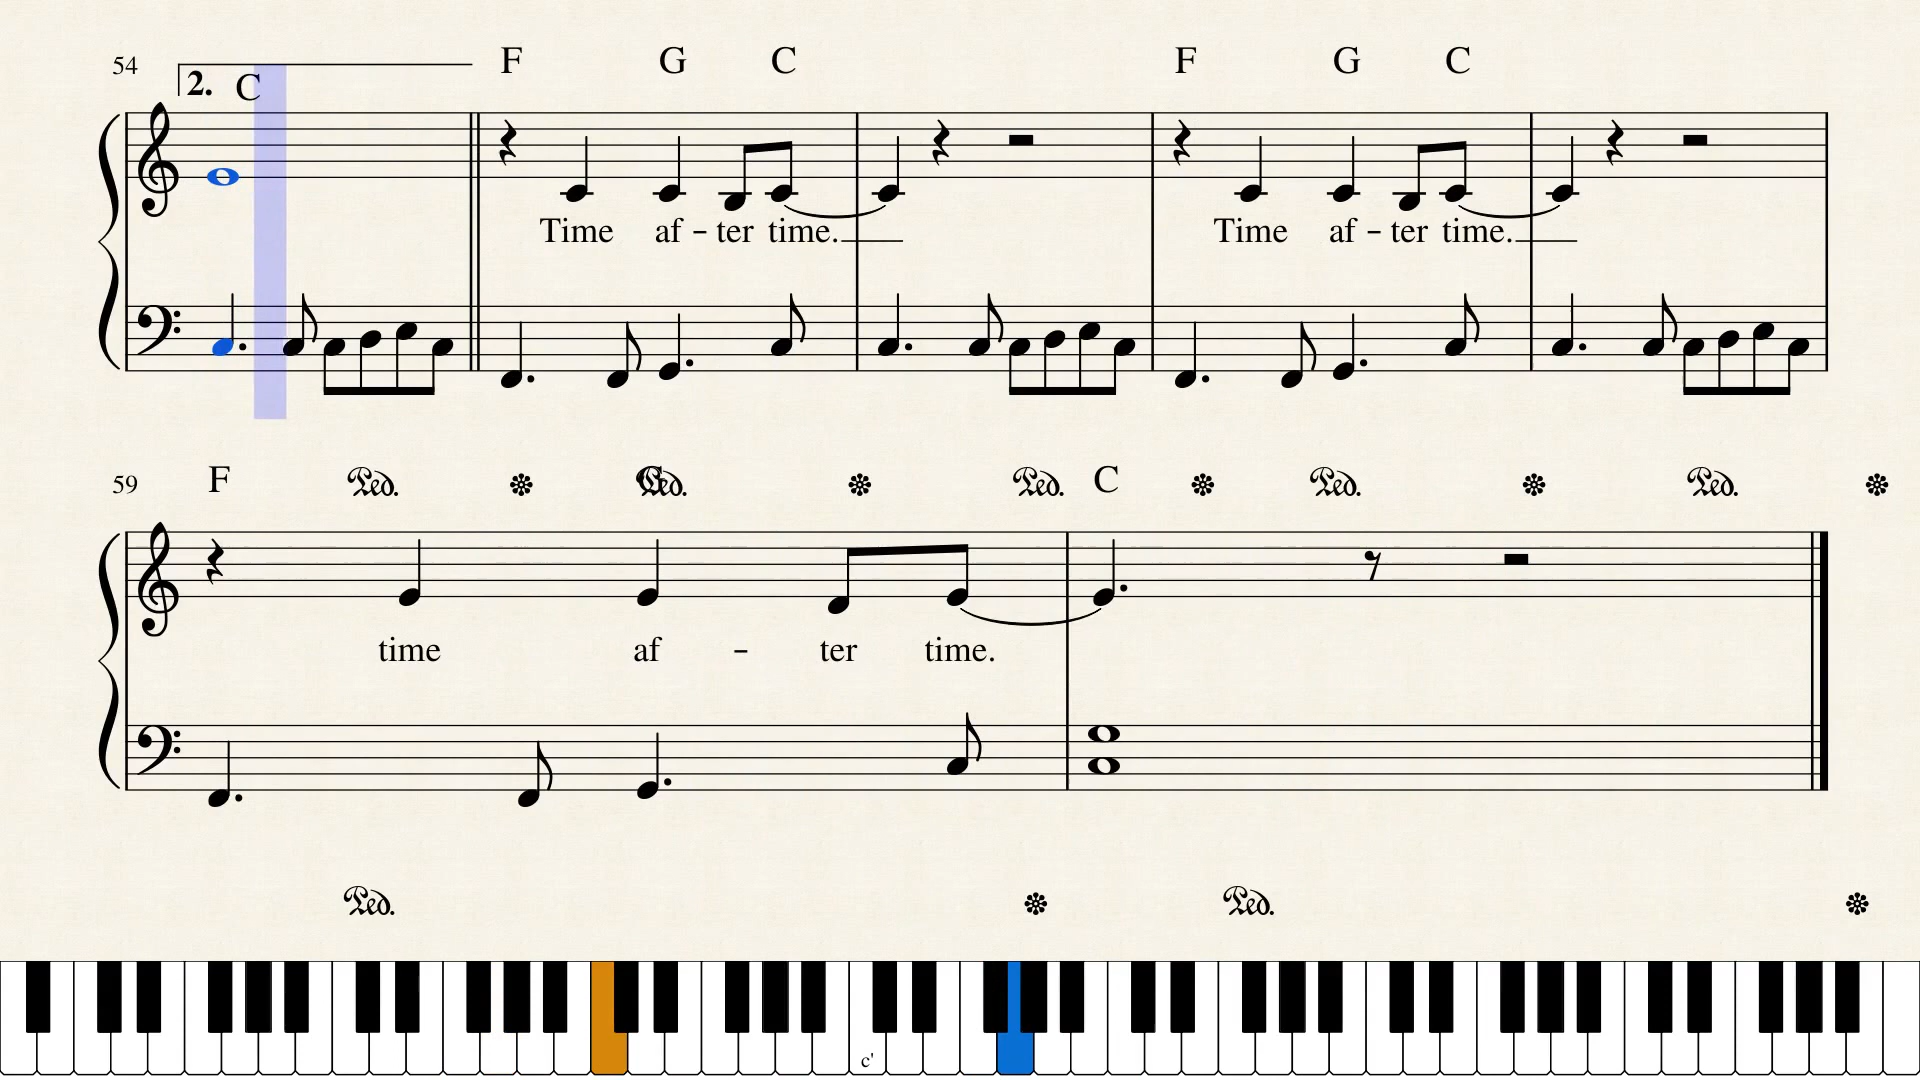 54
2. C F G C F G C
Time af - ter time. Time af - ter time.
59
F Ped. Ped. Ped. C Ped. Ped.
time af - ter time.
Ped. Ped.
c'